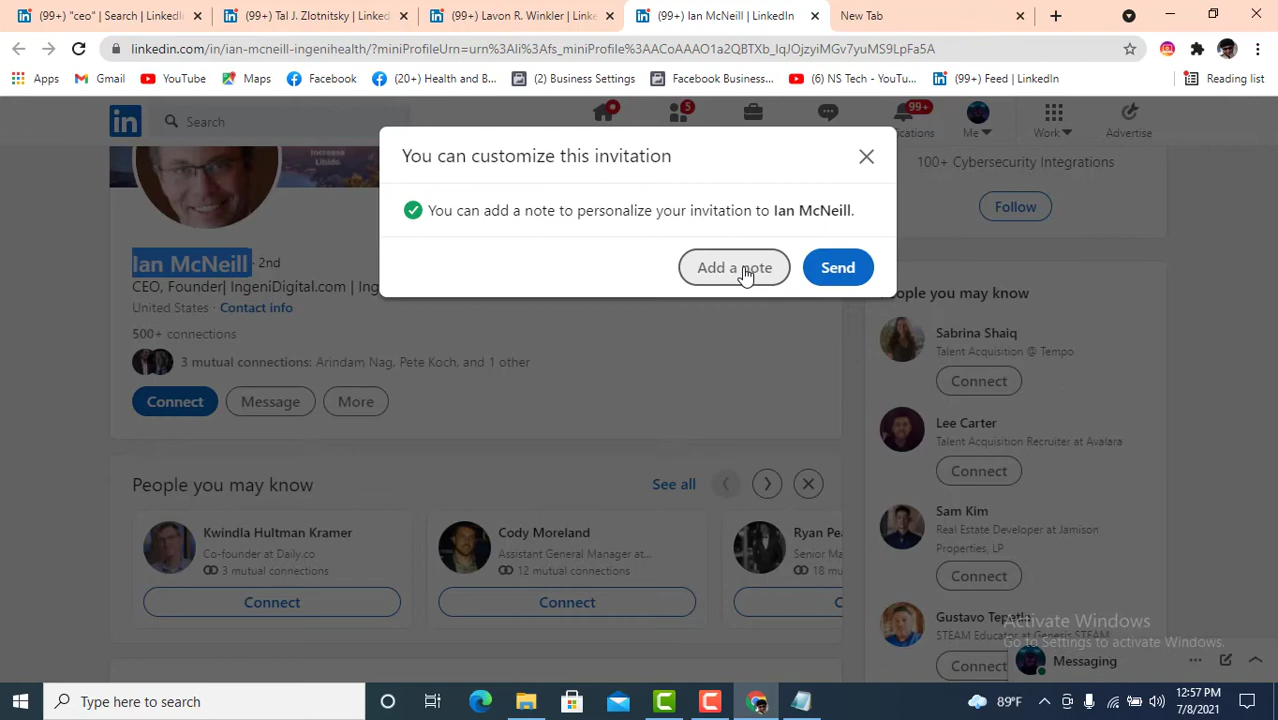 (99+) "ceo" | Search | LinkedIn
(99+) Tal J. Zlotnitsky | Linked
(99+) Lavon R. Winkler | Linke
(99+) Ian McNeill | LinkedIn
New Tab
linkedin.com/in/ian-mcneill-ingenihealth/?miniProfileUrn=urn%3Ali%3Afs_miniProfile%3AACoAAAO1a2QBTXb_lqJOjzyiMGv7yuMS9LpFa5A
Apps
Gmail
YouTube
Maps
Facebook
(20+) Health and B...
(2) Business Settings
Facebook Business...
(6) NS Tech - YouTu...
(99+) Feed | LinkedIn
Reading list
in
Search
5
99+
cations
Me
Work
Advertise
Increase
Libido
100+ Cybersecurity Integrations
Follow
You can customize this invitation
You can add a note to personalize your invitation to Ian McNeill.
Add a note
Send
Ian McNeill · 2nd
CEO, Founder| IngeniDigital.com | Ing
United States · Contact info
500+ connections
3 mutual connections: Arindam Nag, Pete Koch, and 1 other
Connect
Message
More
People you may know
Sabrina Shaiq
Talent Acquisition @ Tempo
Connect
Lee Carter
Talent Acquisition Recruiter at Avalara
Connect
Sam Kim
Real Estate Developer at Jamison
Properties, LP
Connect
Gustavo Tepetla
STEAM Educator at Genesis STEAM
Connect
People you may know
See all
Kwindla Hultman Kramer
Co-founder at Daily.co
3 mutual connections
Connect
Cody Moreland
Assistant General Manager at...
12 mutual connections
Connect
Ryan Pe
Senior Ma
18 mu
C
Activate Windows
Go to Settings to activate Windows.
Messaging
Type here to search
89°F
12:57 PM
7/8/2021